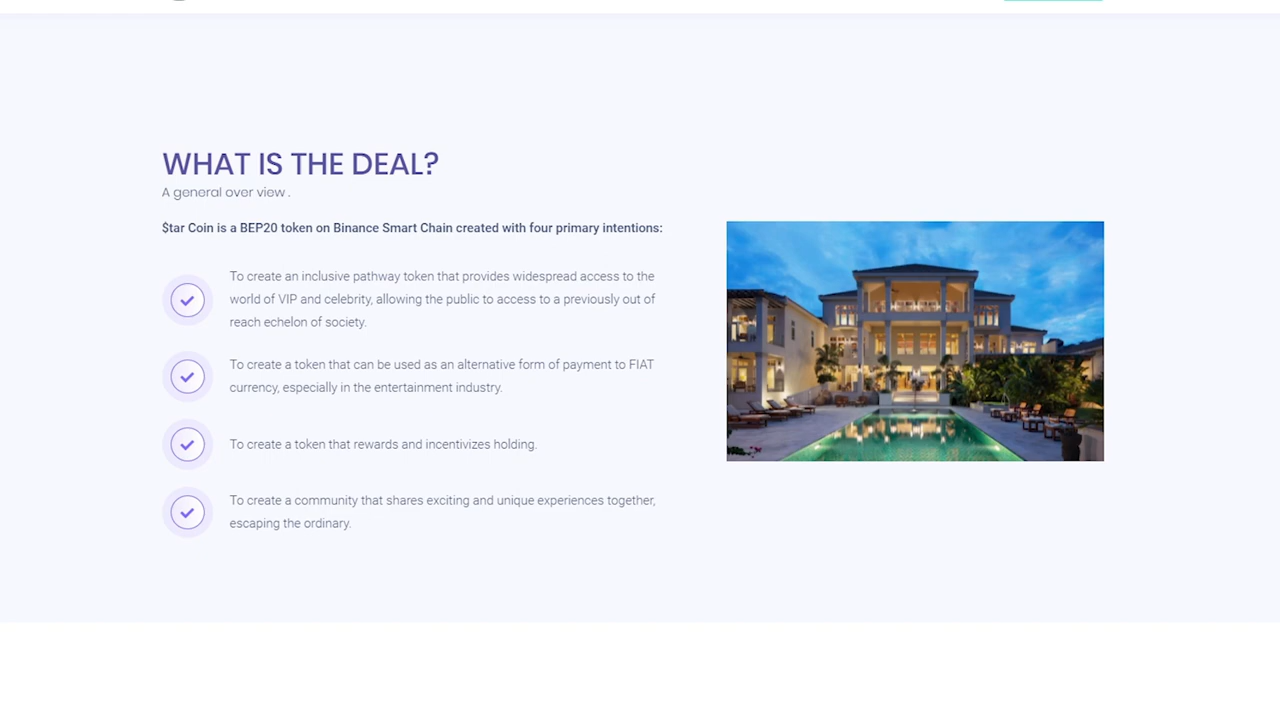 WHAT IS THE DEAL?
A general over view .
$tar Coin is a BEP20 token on Binance Smart Chain created with four primary intentions:
To create an inclusive pathway token that provides widespread access to the
world of VIP and celebrity, allowing the public to access to a previously out of
reach echelon of society.
To create a token that can be used as an alternative form of payment to FIAT
currency, especially in the entertainment industry.
To create a token that rewards and incentivizes holding.
To create a community that shares exciting and unique experiences together,
escaping the ordinary.